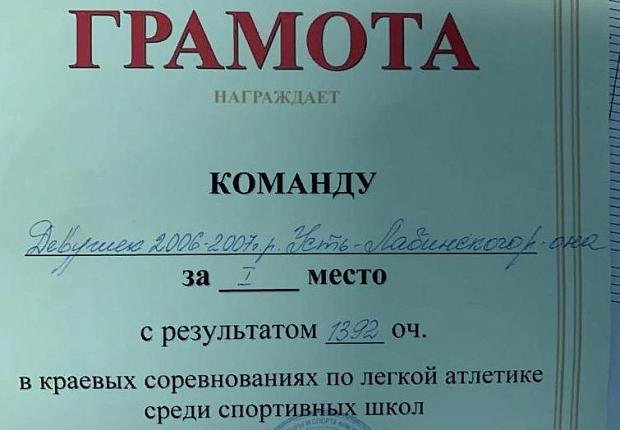 ГРАМОТА
НАГРАЖДАЕТ
КОМАНДУ
Девушек 2006-2007г.р. Усть-Лабинского р-она
за I место
с результатом 1392 оч.
в краевых соревнованиях по легкой атлетике
среди спортивных школ